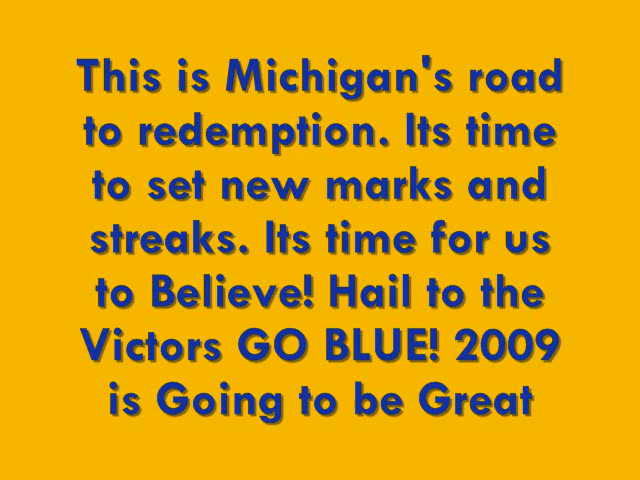 This is Michigan's road
to redemption. Its time
to set new marks and
streaks. Its time for us
to Believe! Hail to the
Victors GO BLUE! 2009
is Going to be Great